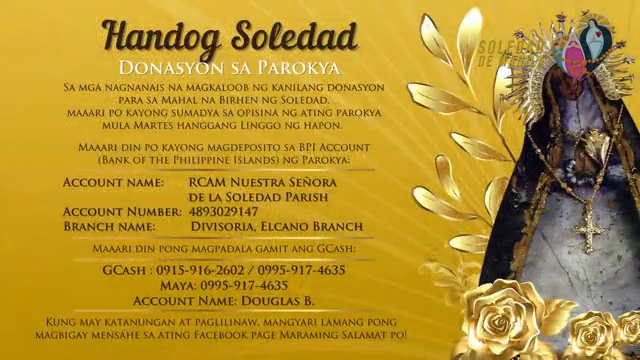 Handog Soledad
Donasyon sa Parokya
Sa mga nagnanais na magkaloob ng kanilang donasyon
para sa Mahal na Birhen ng Soledad,
maaari po kayong sumadya sa opisina ng ating parokya
mula Martes hanggang Linggo ng hapon.
Maaari din po kayong magdeposito sa BPI Account
(Bank of the Philippine Islands) ng Parokya:
Account name: RCAM Nuestra Señora
de la Soledad Parish
Account Number: 4893029147
Branch name: Divisoria, Elcano Branch
Maaari din pong magpadala gamit ang GCash:
GCash : 0915-916-2602 / 0995-917-4635
Maya: 0995-917-4635
Account Name: Douglas B.
Kung may katanungan at paglilinaw, mangyari lamang pong
magbigay mensahe sa ating Facebook page Maraming Salamat po!
SOLEDAD
DE MANILA